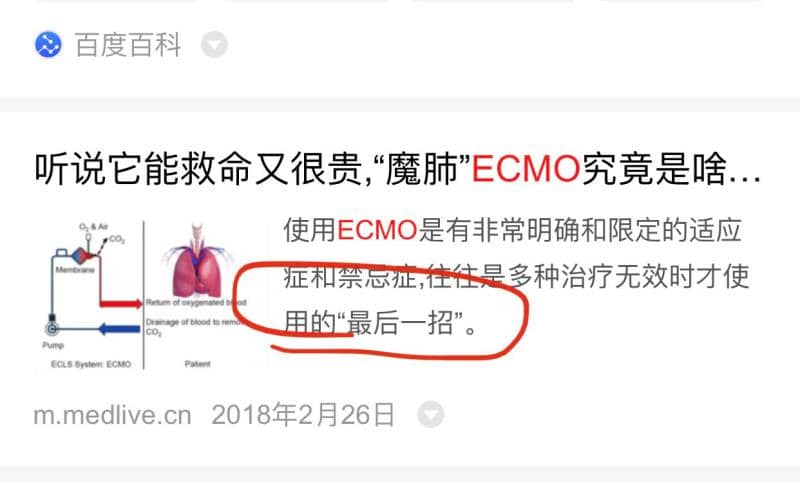 百度百科
听说它能救命又很贵,“魔肺”ECMO究竟是啥...
使用ECMO是有非常明确和限定的适应
症和禁忌症,往往是多种治疗无效时才使
用的“最后一招”。
O₂ & Air
CO₂
Membrane
Return of oxygenated blood
Drainage of blood to remove
CO₂
Pump
ECLS System: ECMO
Patient
m.medlive.cn 2018年2月26日